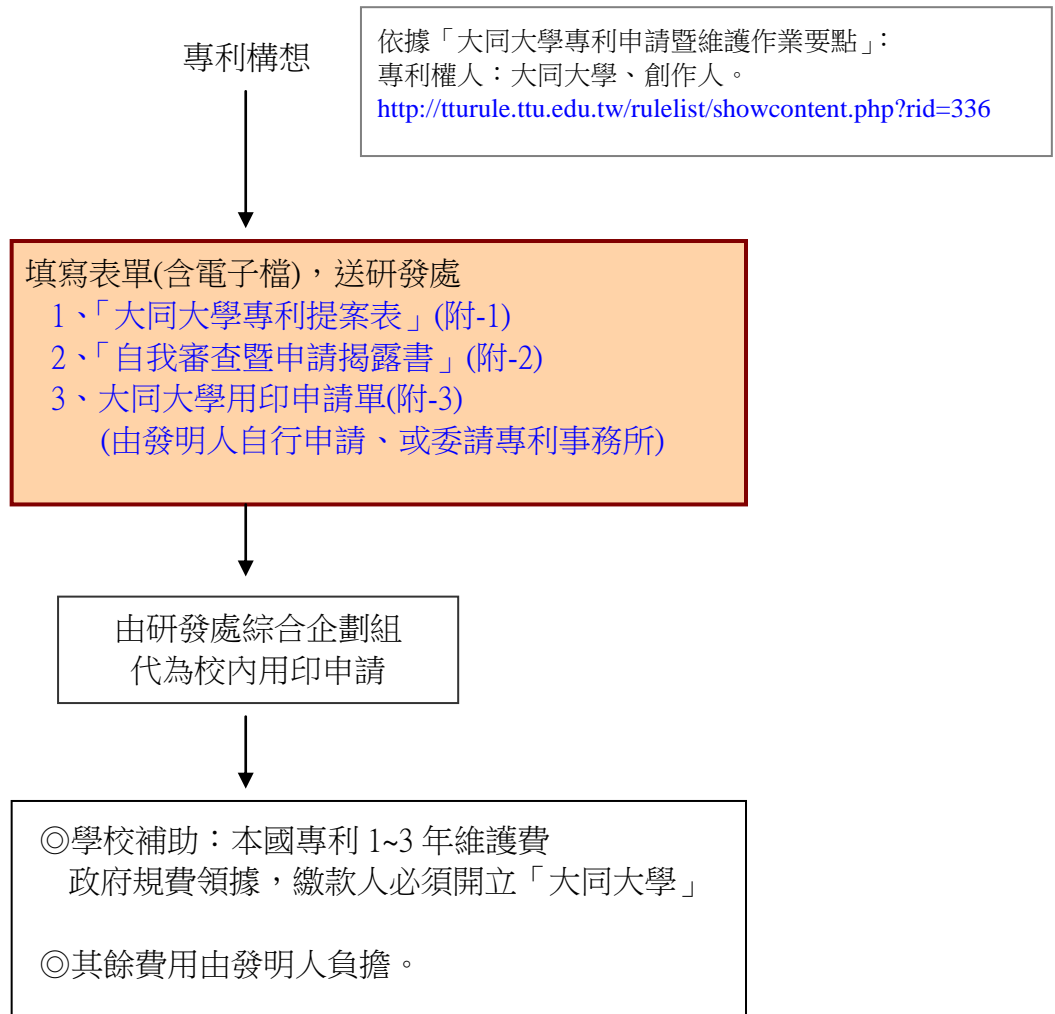 專利構想
依據「大同大學專利申請暨維護作業要點」：
專利權人：大同大學、創作人。
http://tturule.ttu.edu.tw/rulelist/showcontent.php?rid=336
填寫表單(含電子檔)，送研發處
1、「大同大學專利提案表」(附-1)
2、「自我審查暨申請揭露書」(附-2)
3、大同大學用印申請單(附-3)
(由發明人自行申請、或委請專利事務所)
由研發處綜合企劃組
代為校內用印申請
◎學校補助：本國專利 1~3 年維護費
政府規費領據，繳款人必須開立「大同大學」
◎其餘費用由發明人負擔。